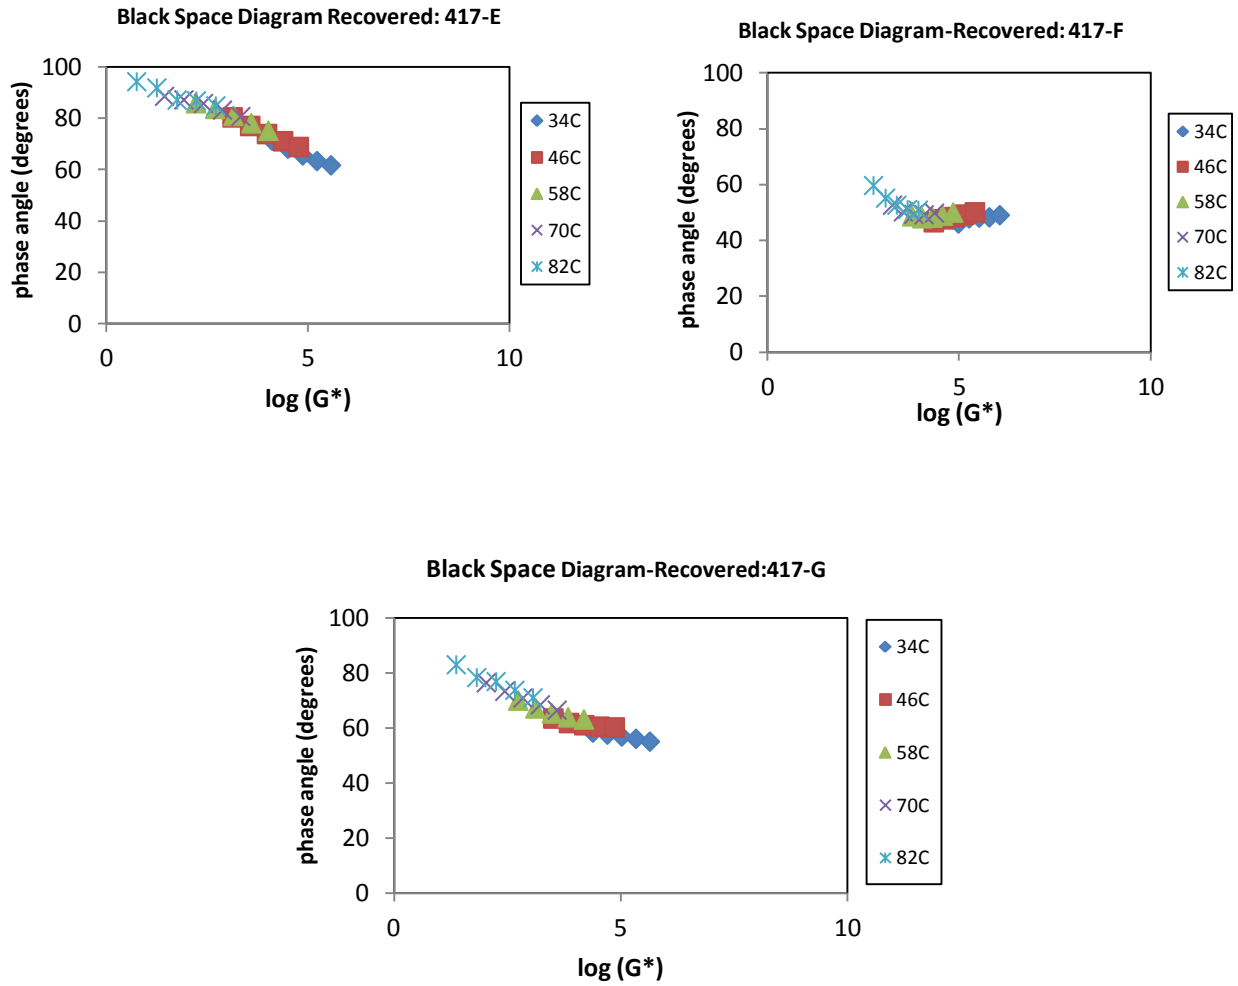 Black Space Diagram Recovered: 417-E
100
80
60
40
20
0
0
5
10
phase angle (degrees)
log (G*)
34C
46C
58C
70C
82C
Black Space Diagram-Recovered: 417-F
100
80
60
40
20
0
0
5
10
phase angle (degrees)
log (G*)
34C
46C
58C
70C
82C
Black Space Diagram-Recovered:417-G
100
80
60
40
20
0
0
5
10
phase angle (degrees)
log (G*)
34C
46C
58C
70C
82C